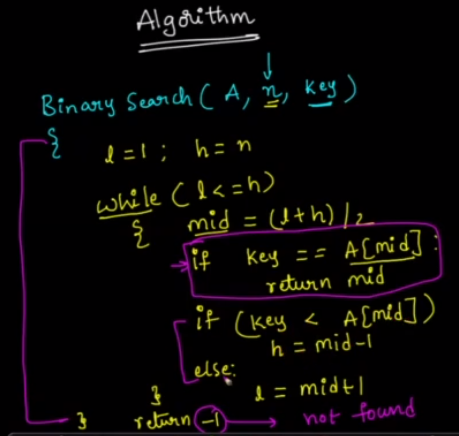 Algorithm
Binary Search ( A, n, key )
{
l = 1 ; h = n
while ( l <= h )
{ mid = (l+h) / 2
if key == A[mid] :
return mid
if (key < A[mid])
h = mid-1
else:
l = mid+1
}
} return -1 → not found